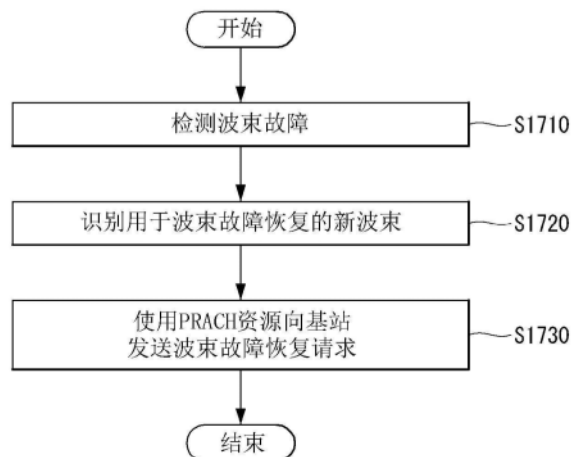 开始
检测波束故障
S1710
识别用于波束故障恢复的新波束
S1720
使用PRACH资源向基站
发送波束故障恢复请求
S1730
结束